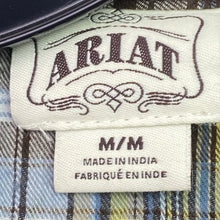 ARIAT
M/M
MADE IN INDIA
FABRIQUÉ EN INDE